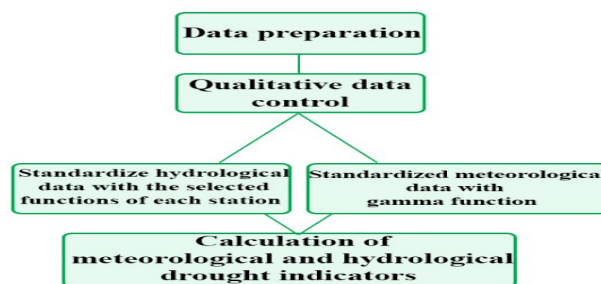 Data preparation
Qualitative data
control
Standardize hydrological
data with the selected
functions of each station
Standardized meteorological
data with
gamma function
Calculation of
meteorological and hydrological
drought indicators